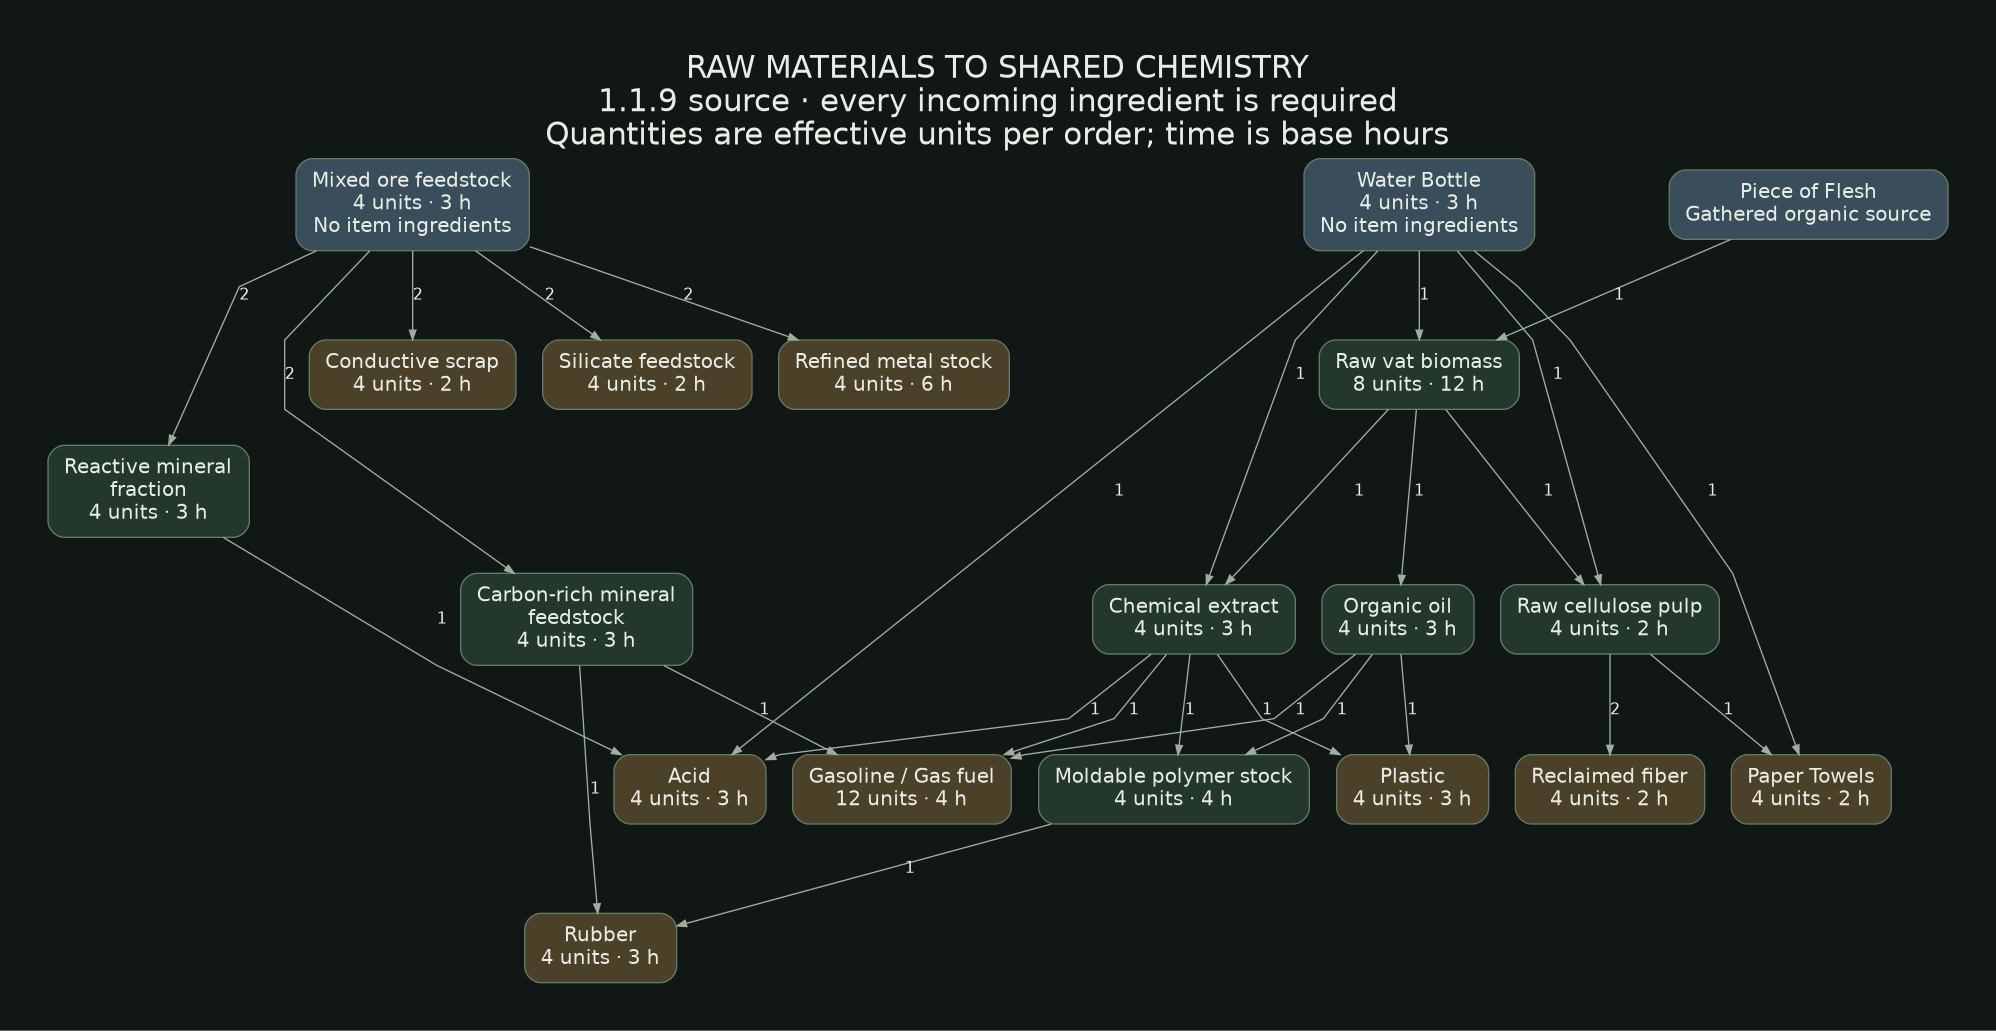 RAW MATERIALS TO SHARED CHEMISTRY
1.1.9 source · every incoming ingredient is required
Quantities are effective units per order; time is base hours
Mixed ore feedstock
4 units · 3 h
No item ingredients
Water Bottle
4 units · 3 h
No item ingredients
Piece of Flesh
Gathered organic source
2
2
2
2
1
1
2
1
1
Conductive scrap
4 units · 2 h
Silicate feedstock
4 units · 2 h
Refined metal stock
4 units · 6 h
Raw vat biomass
8 units · 12 h
Reactive mineral
fraction
4 units · 3 h
1
1
1
1
1
1
Carbon-rich mineral
feedstock
4 units · 3 h
Chemical extract
4 units · 3 h
Organic oil
4 units · 3 h
Raw cellulose pulp
4 units · 2 h
1
1
1
1
1
1
1
1
2
1
Acid
4 units · 3 h
Gasoline / Gas fuel
12 units · 4 h
Moldable polymer stock
4 units · 4 h
Plastic
4 units · 3 h
Reclaimed fiber
4 units · 2 h
Paper Towels
4 units · 2 h
1
1
Rubber
4 units · 3 h